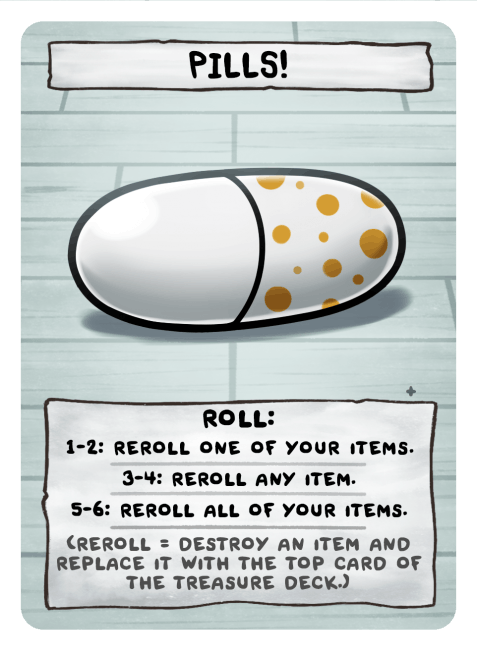 PILLS!
ROLL:
1-2: REROLL ONE OF YOUR ITEMS.
3-4: REROLL ANY ITEM.
5-6: REROLL ALL OF YOUR ITEMS.
(REROLL = DESTROY AN ITEM AND
REPLACE IT WITH THE TOP CARD OF
THE TREASURE DECK.)